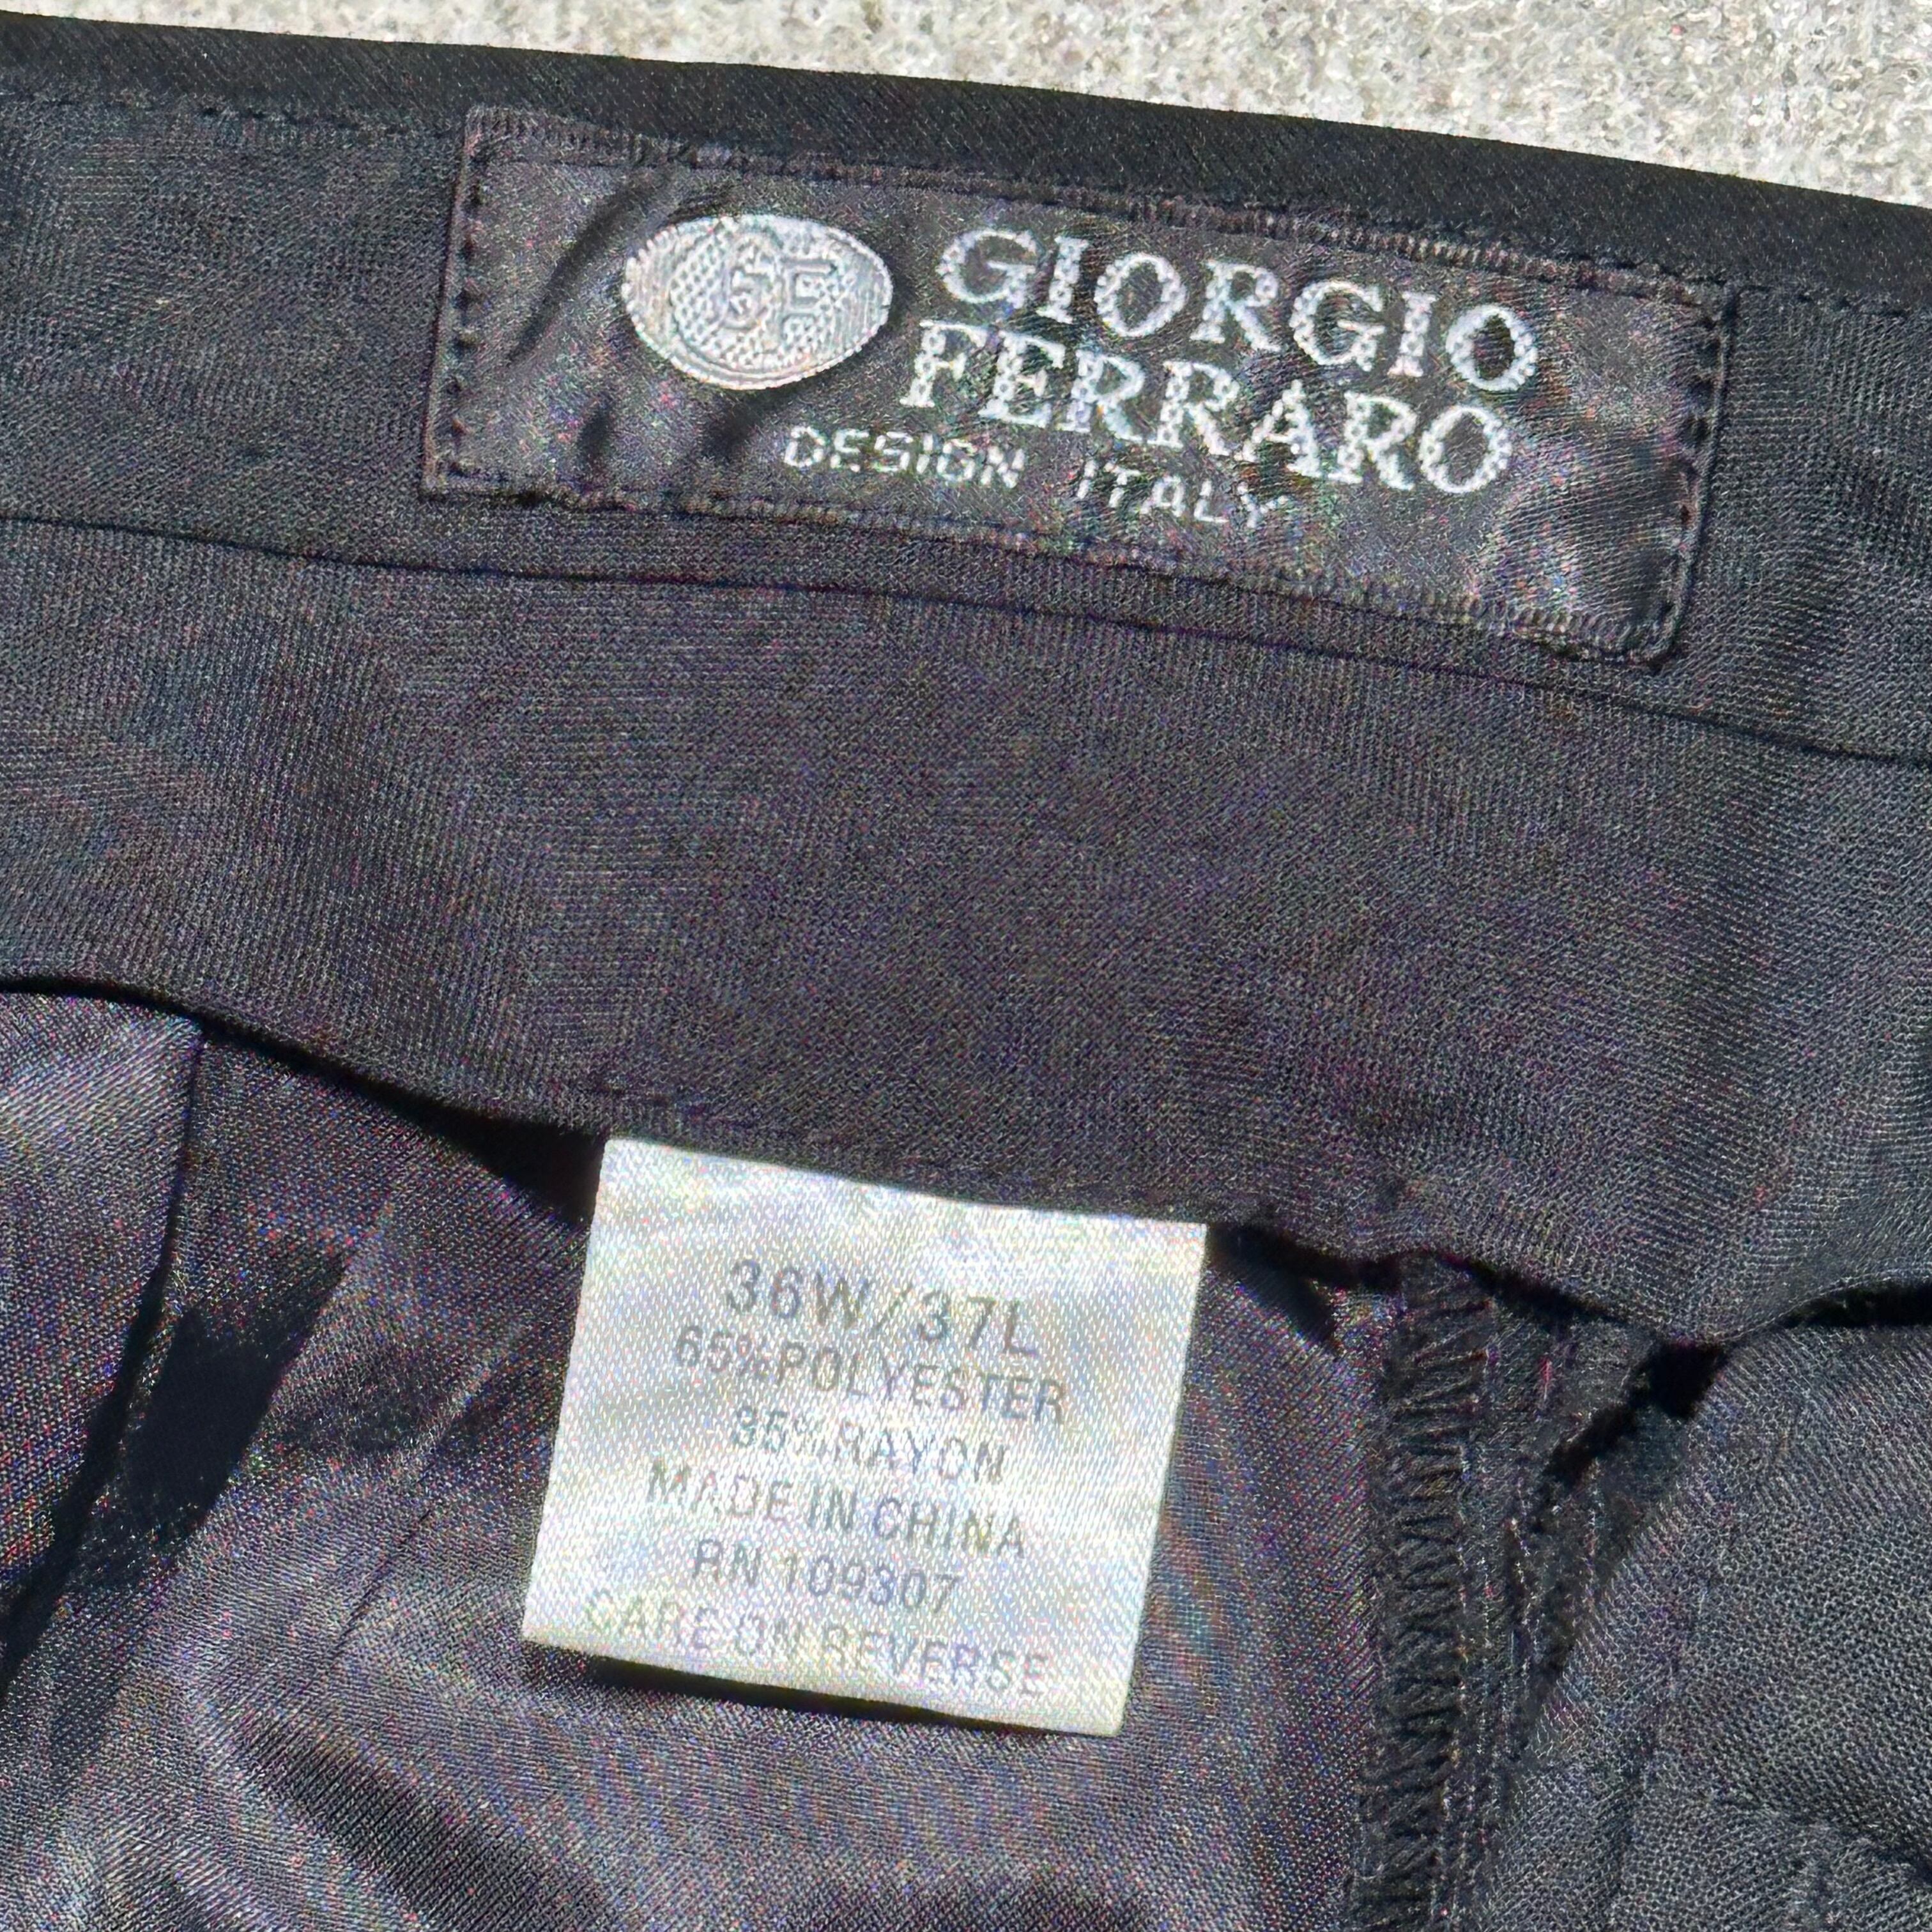 GF
GIORGIO
FERRARO
DESIGN ITALY
36W/37L
65%POLYESTER
35%RAYON
MADE IN CHINA
RN 109307
CARE ON REVERSE